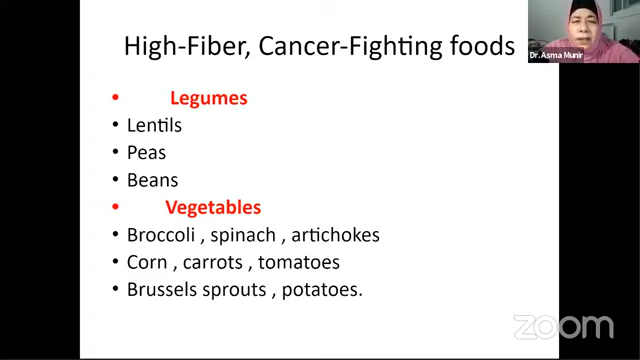 High-Fiber, Cancer-Fighting foods
Dr. Asma Munir
• Legumes
• Lentils
• Peas
• Beans
• Vegetables
• Broccoli , spinach , artichokes
• Corn , carrots , tomatoes
• Brussels sprouts , potatoes.
zoom